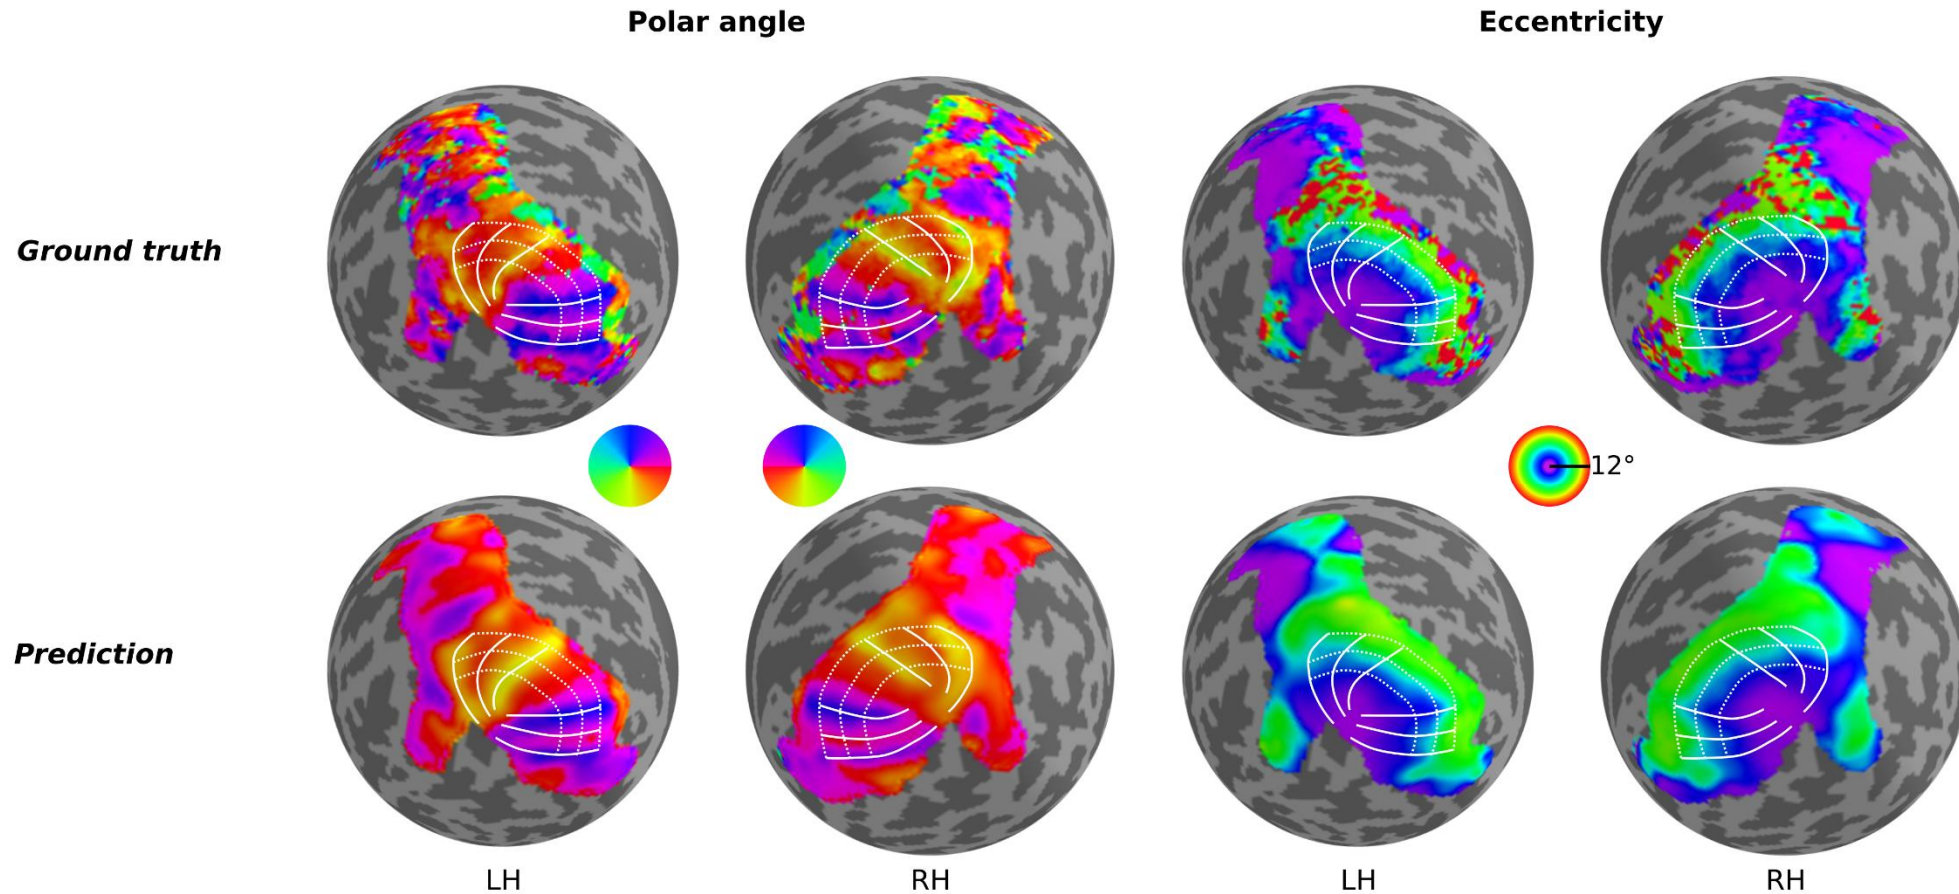 Polar angle
Eccentricity
Ground truth
12°
Prediction
LH
RH
LH
RH